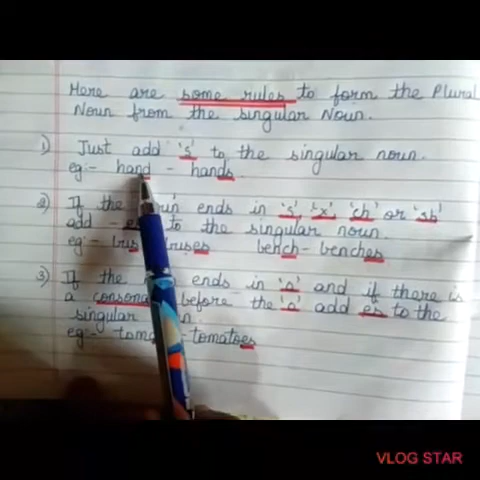 Here are some rules to form the Plural
Noun from the singular Noun.
1) Just add 's' to the singular noun.
eg:- hand - hands
2) If the ends in 's', 'x', 'ch' or 'sh'
add - es to the singular noun.
eg:- bus buses bench - benches
3) If the ends in 'o' and if there is
a before the 'o' add es to the
singular
eg:- - tomatoes
VLOG STAR